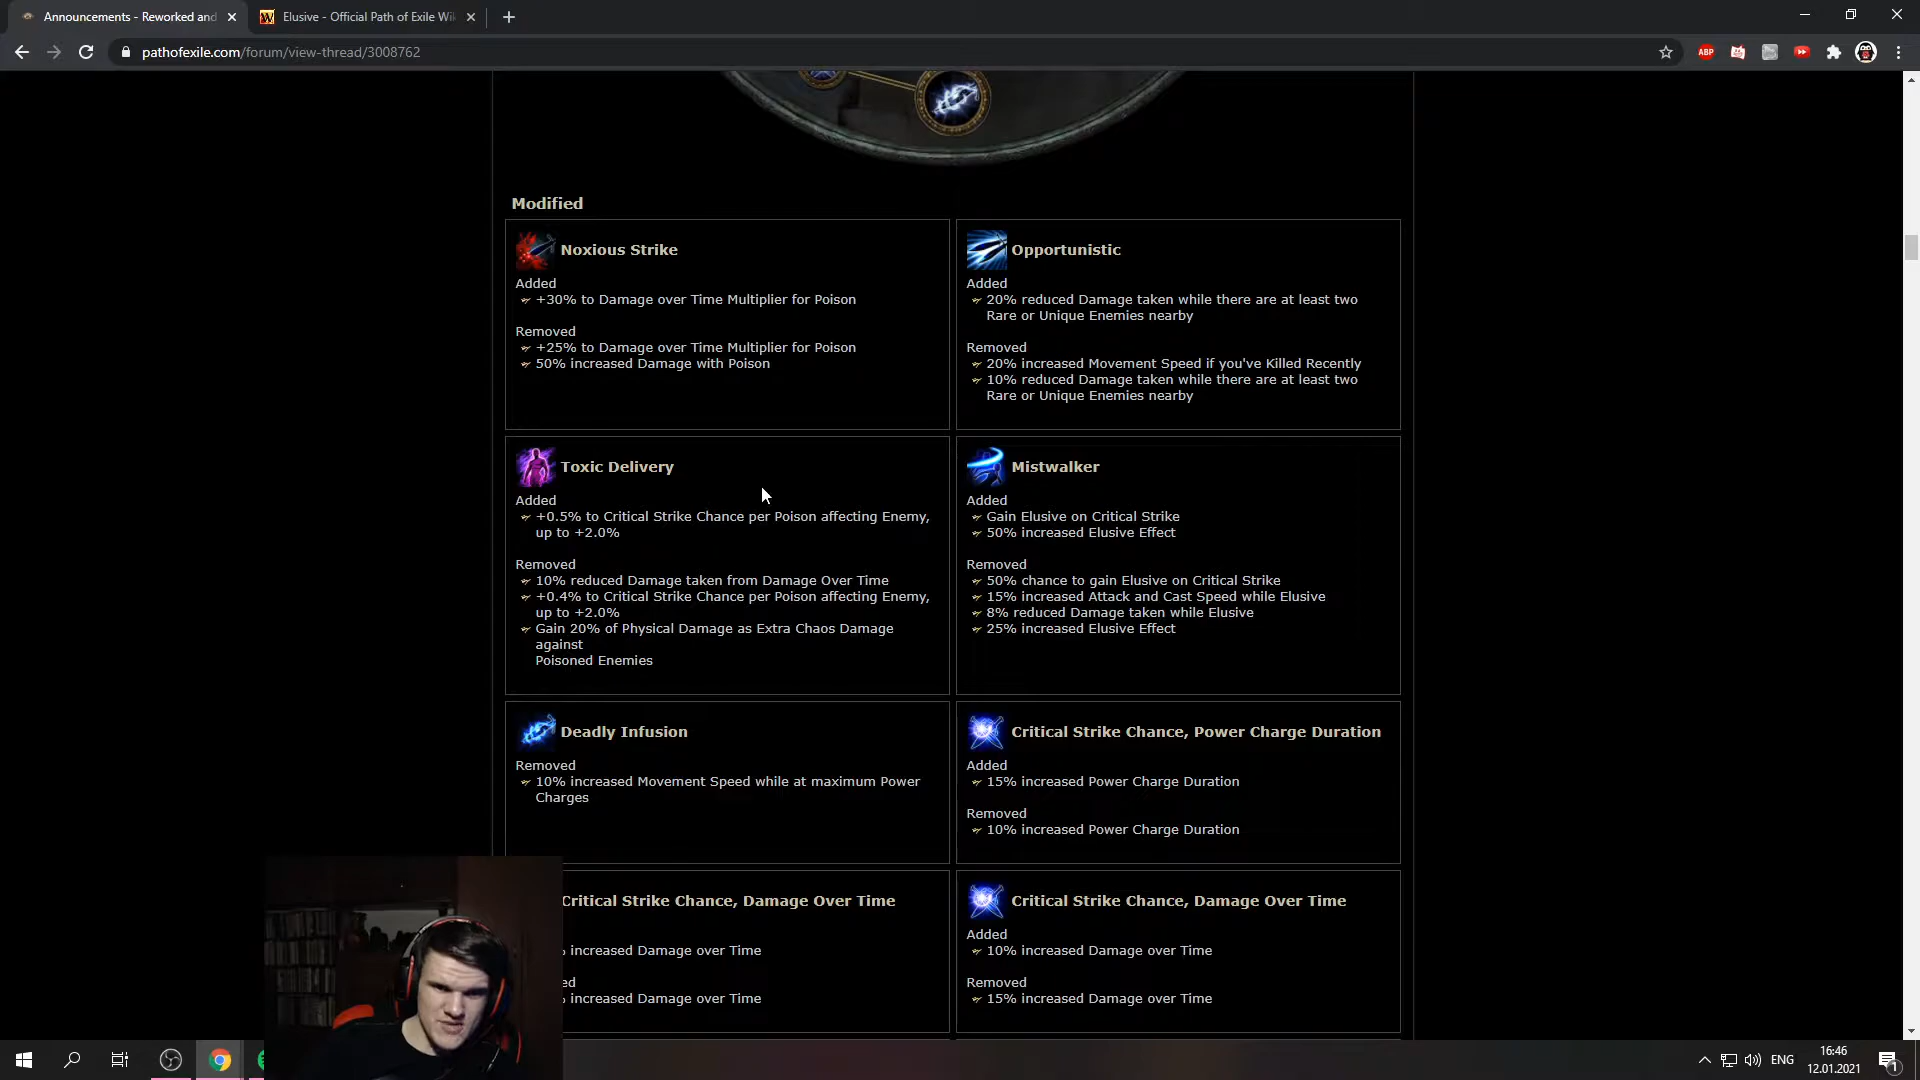 Announcements - Reworked and
Elusive - Official Path of Exile Wik
pathofexile.com/forum/view-thread/3008762
ABP
Modified
Noxious Strike
Added
+30% to Damage over Time Multiplier for Poison
Removed
+25% to Damage over Time Multiplier for Poison
50% increased Damage with Poison
Opportunistic
Added
20% reduced Damage taken while there are at least two
Rare or Unique Enemies nearby
Removed
20% increased Movement Speed if you've Killed Recently
10% reduced Damage taken while there are at least two
Rare or Unique Enemies nearby
Toxic Delivery
Added
+0.5% to Critical Strike Chance per Poison affecting Enemy,
up to +2.0%
Removed
10% reduced Damage taken from Damage Over Time
+0.4% to Critical Strike Chance per Poison affecting Enemy,
up to +2.0%
Gain 20% of Physical Damage as Extra Chaos Damage
against
Poisoned Enemies
Mistwalker
Added
Gain Elusive on Critical Strike
50% increased Elusive Effect
Removed
50% chance to gain Elusive on Critical Strike
15% increased Attack and Cast Speed while Elusive
8% reduced Damage taken while Elusive
25% increased Elusive Effect
Deadly Infusion
Removed
10% increased Movement Speed while at maximum Power
Charges
Critical Strike Chance, Power Charge Duration
Added
15% increased Power Charge Duration
Removed
10% increased Power Charge Duration
Critical Strike Chance, Damage Over Time
increased Damage over Time
ed
increased Damage over Time
Critical Strike Chance, Damage Over Time
Added
10% increased Damage over Time
Removed
15% increased Damage over Time
ENG
16:46
12.01.2021
1